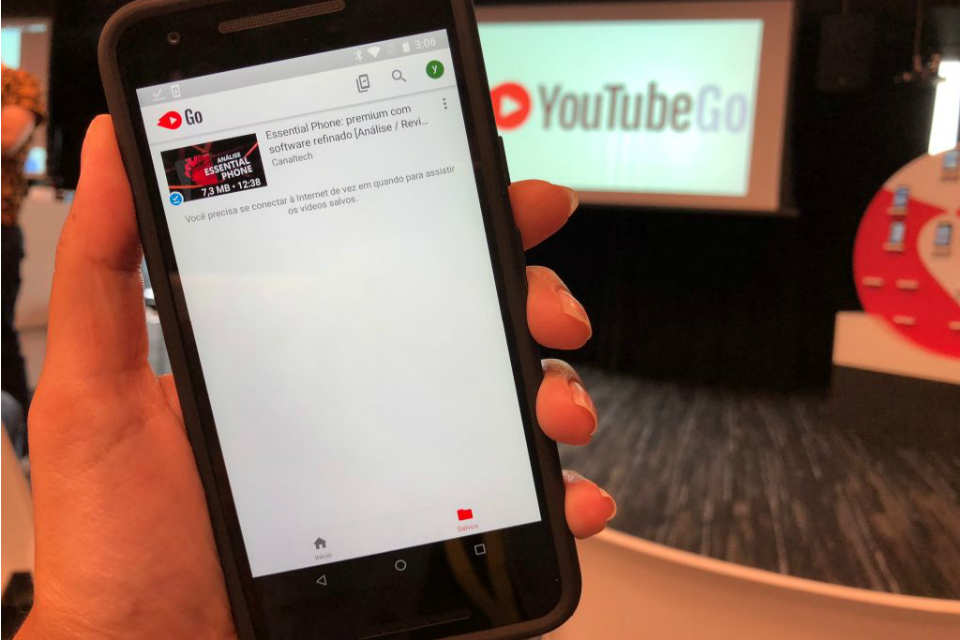 3:06
Go
Y
Essential Phone: premium com
software refinado [Análise / Revi...
Canaltech
ANÁLISE
ESSENTIAL
PHONE
7,3 MB • 12:38
Você precisa se conectar à Internet de vez em quando para assistir
os vídeos salvos.
Início
Salvos
YouTube Go